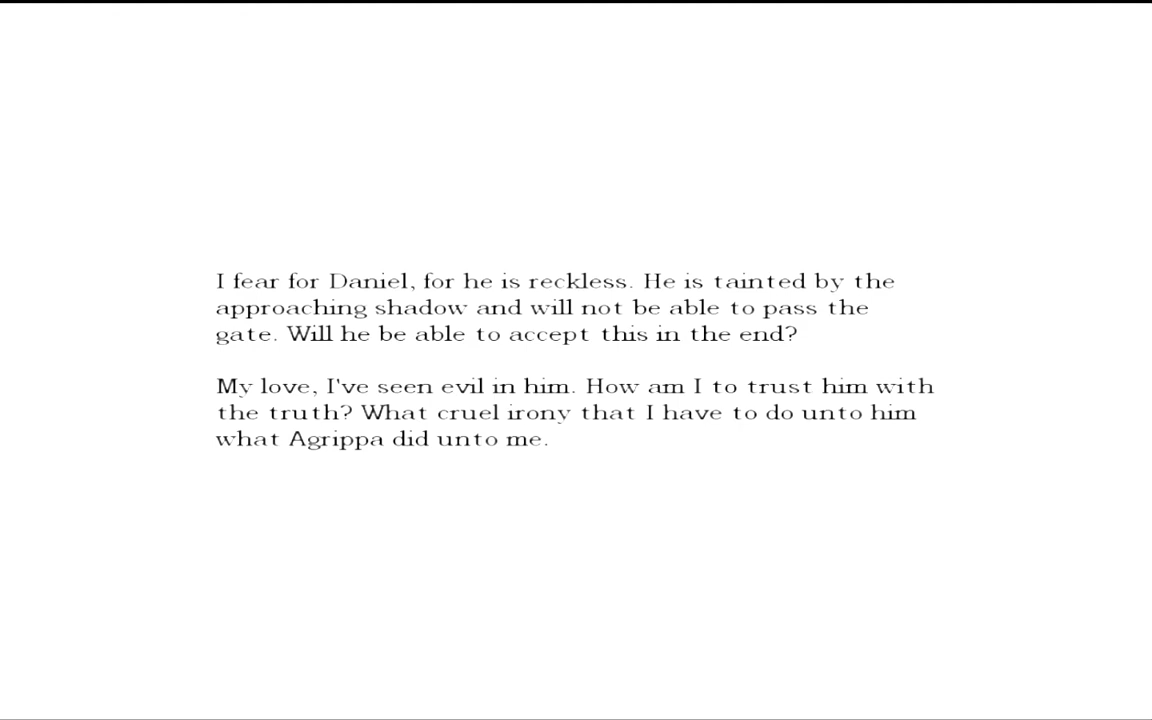 I fear for Daniel, for he is reckless. He is tainted by the
approaching shadow and will not be able to pass the
gate. Will he be able to accept this in the end?
My love, I've seen evil in him. How am I to trust him with
the truth? What cruel irony that I have to do unto him
what Agrippa did unto me.